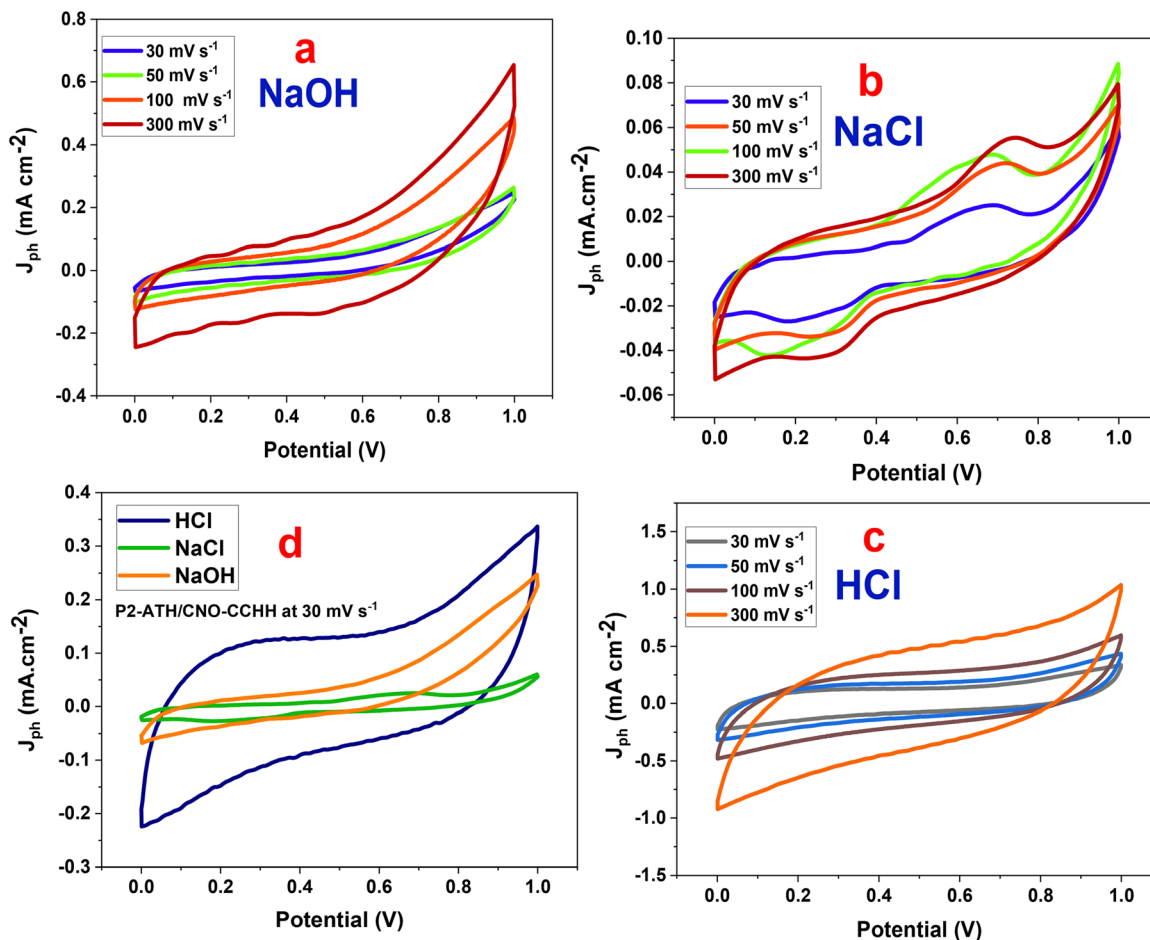 a
NaOH
30 mV s⁻¹
50 mV s⁻¹
100 mV s⁻¹
300 mV s⁻¹
0.8
0.6
0.4
0.2
0.0
-0.2
-0.4
J_ph (mA cm⁻²)
0.0 0.2 0.4 0.6 0.8 1.0
Potential (V)
b
NaCl
30 mV s⁻¹
50 mV s⁻¹
100 mV s⁻¹
300 mV s⁻¹
0.10
0.08
0.06
0.04
0.02
0.00
-0.02
-0.04
-0.06
J_ph (mA.cm⁻²)
0.0 0.2 0.4 0.6 0.8 1.0
Potential (V)
d
HCl
NaCl
NaOH
P2-ATH/CNO-CCHH at 30 mV s⁻¹
0.4
0.3
0.2
0.1
0.0
-0.1
-0.2
-0.3
J_ph (mA.cm⁻²)
0.0 0.2 0.4 0.6 0.8 1.0
Potential (V)
c
HCl
30 mV s⁻¹
50 mV s⁻¹
100 mV s⁻¹
300 mV s⁻¹
1.5
1.0
0.5
0.0
-0.5
-1.0
-1.5
J_ph (mA.cm⁻²)
0.0 0.2 0.4 0.6 0.8 1.0
Potential (V)